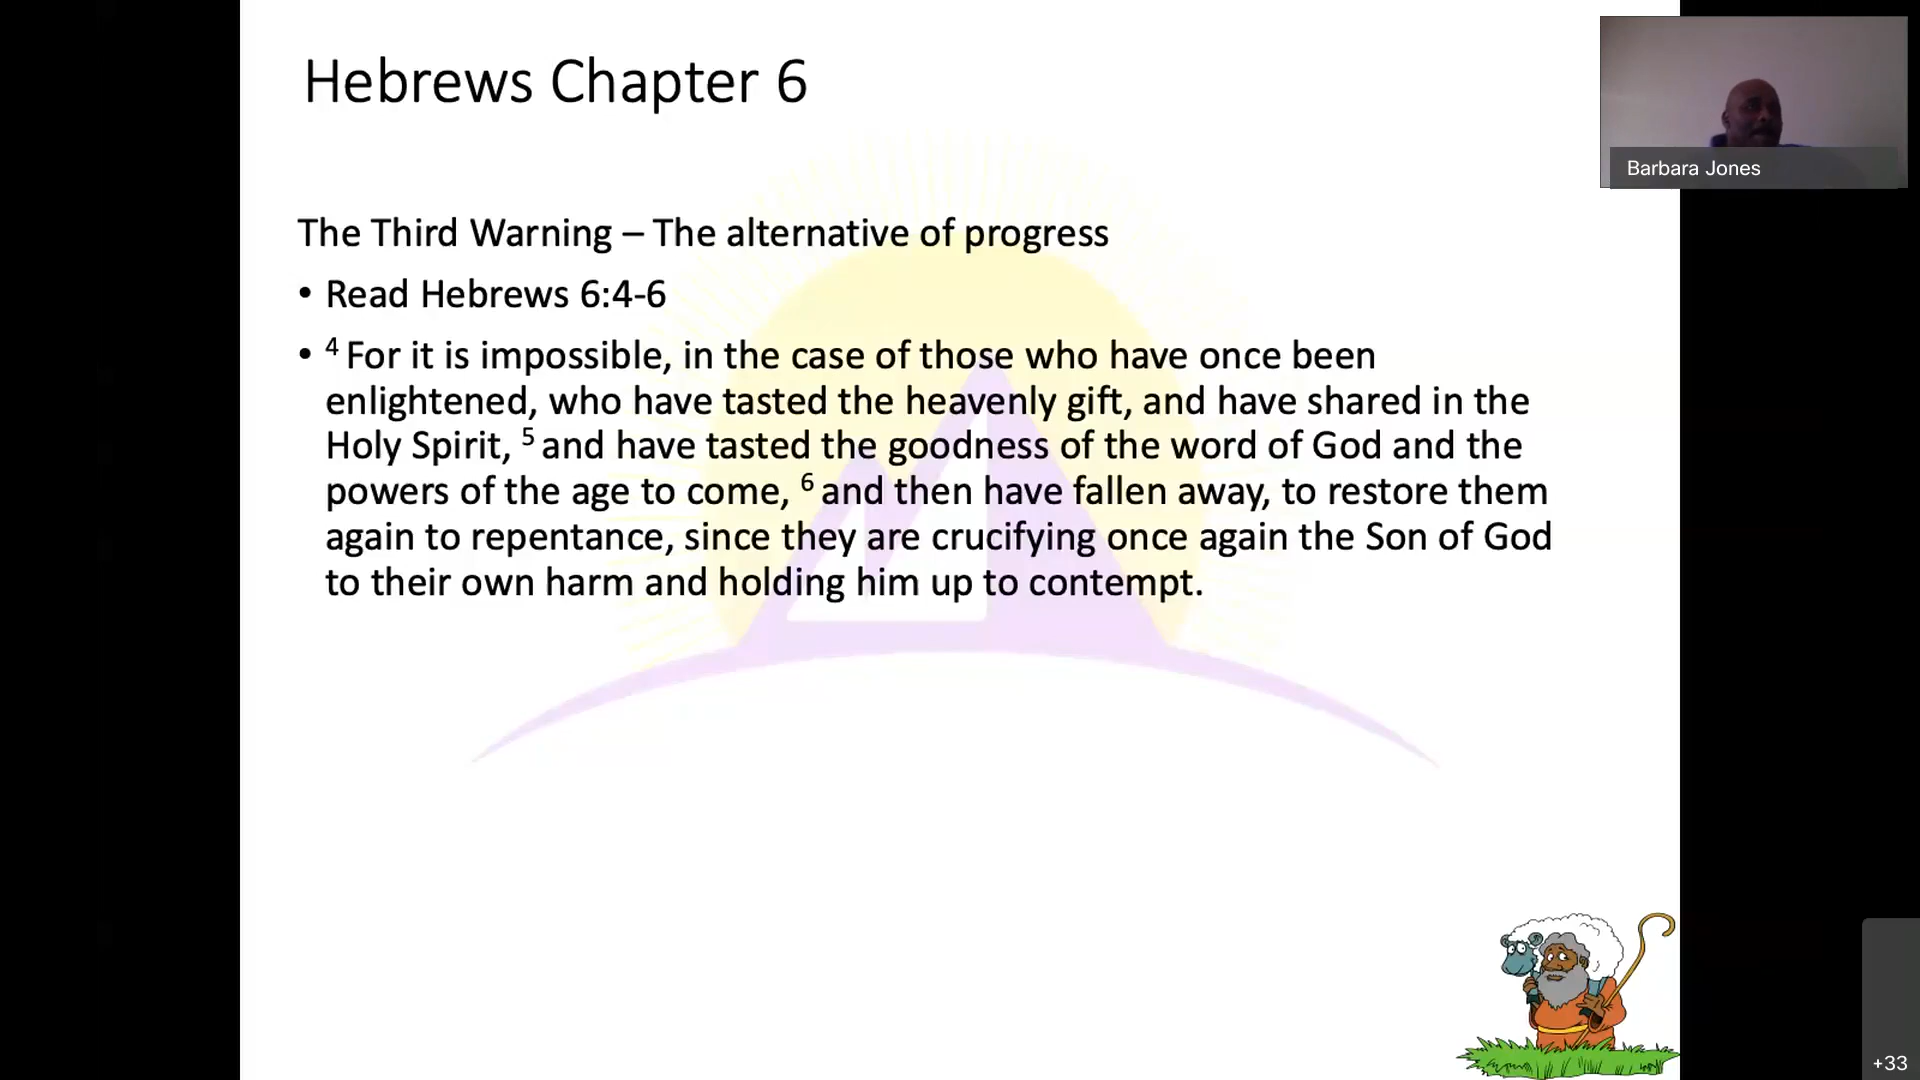 Hebrews Chapter 6
Barbara Jones
The Third Warning – The alternative of progress
• Read Hebrews 6:4-6
• 4 For it is impossible, in the case of those who have once been
enlightened, who have tasted the heavenly gift, and have shared in the
Holy Spirit, 5 and have tasted the goodness of the word of God and the
powers of the age to come, 6 and then have fallen away, to restore them
again to repentance, since they are crucifying once again the Son of God
to their own harm and holding him up to contempt.
+33